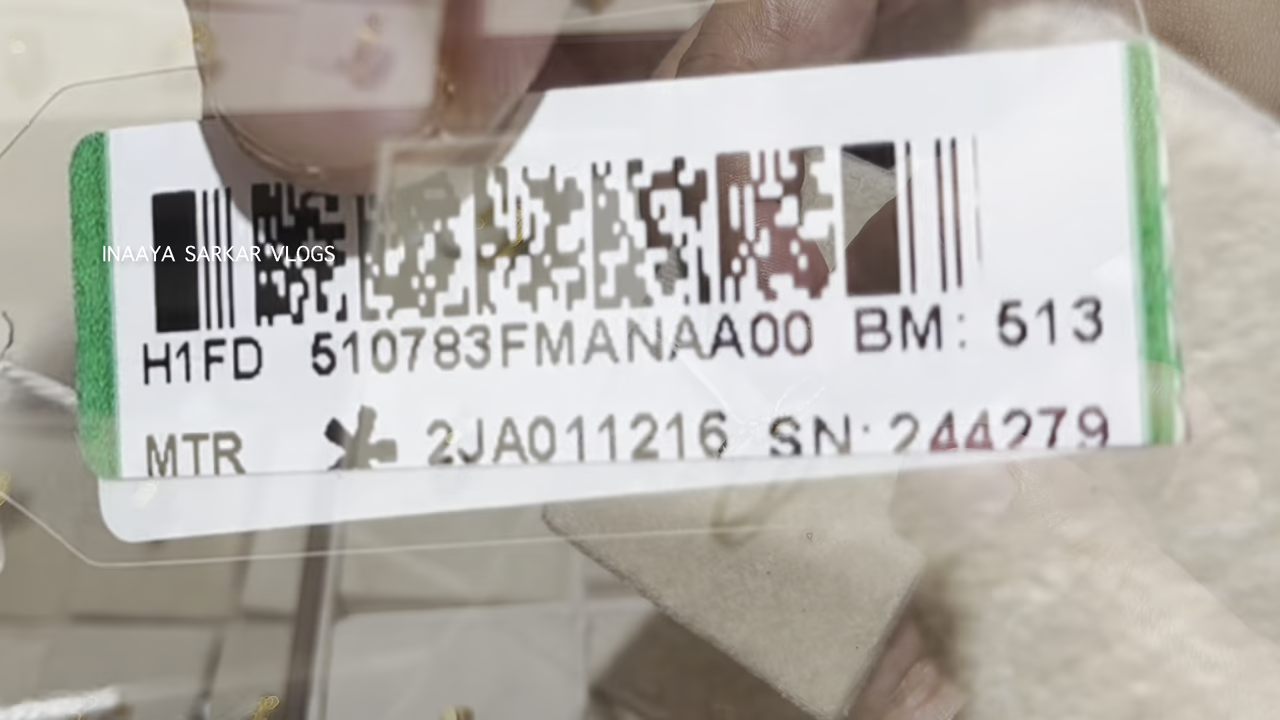 INAAYA SARKAR VLOGS
H1FD 510783FMANAA00 BM: 513
MTR * 2JA011216 SN: 244279